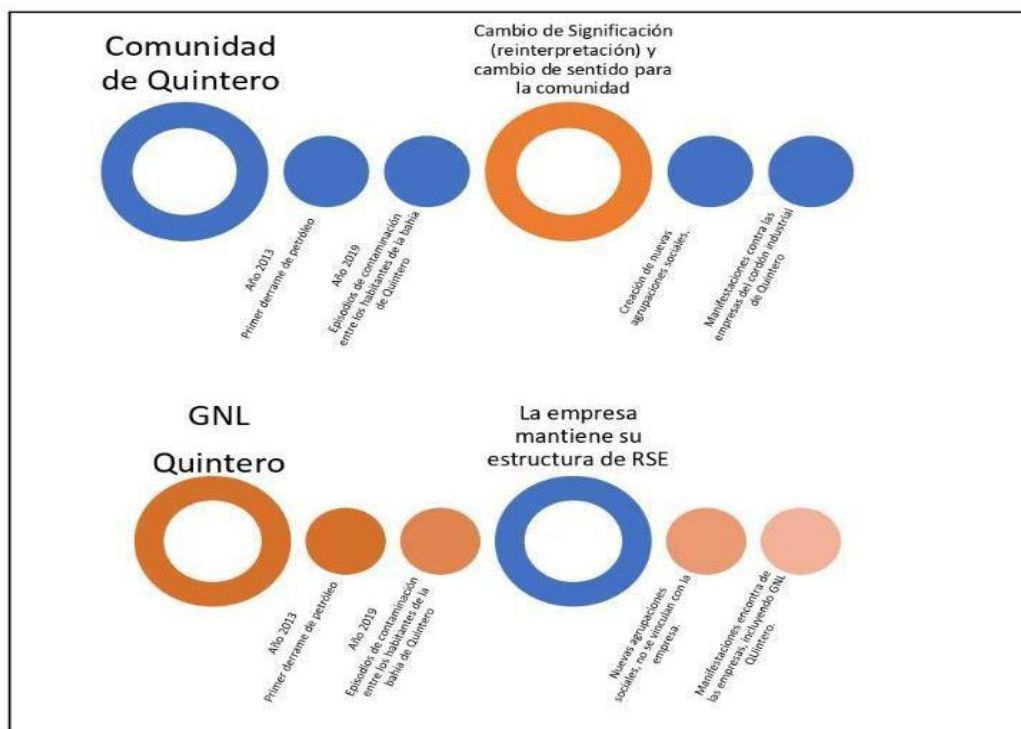 Comunidad
de Quintero
Cambio de Significación
(reinterpretación) y
cambio de sentido para
la comunidad
Año 2013
Primer derrame de petróleo
Año 2019
Episodios de contaminación
entre los habitantes de la bahía
de Quintero
Creación de nuevas
agrupaciones sociales.
Manifestaciones contra las
empresas del cordón industrial
de Quintero
GNL
Quintero
La empresa
mantiene su
estructura de RSE
Año 2013
Primer derrame de petróleo
Año 2019
Episodios de contaminación
entre los habitantes de la
bahía de Quintero
Nuevas agrupaciones
sociales, no se vinculan con la
empresa.
Manifestaciones encontra de
las empresas, incluyendo GNL
QUintero.